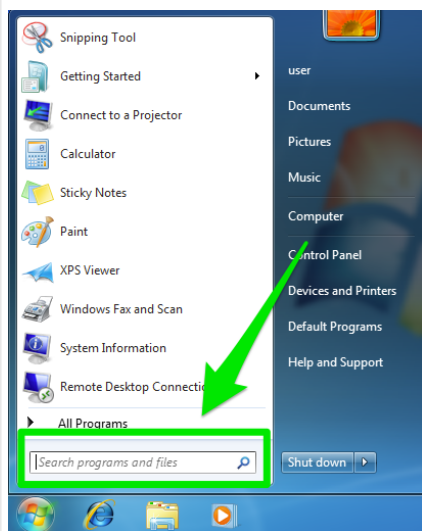 Snipping Tool
Getting Started
Connect to a Projector
Calculator
Sticky Notes
Paint
XPS Viewer
Windows Fax and Scan
System Information
Remote Desktop Connection
All Programs
Search programs and files
user
Documents
Pictures
Music
Computer
Control Panel
Devices and Printers
Default Programs
Help and Support
Shut down